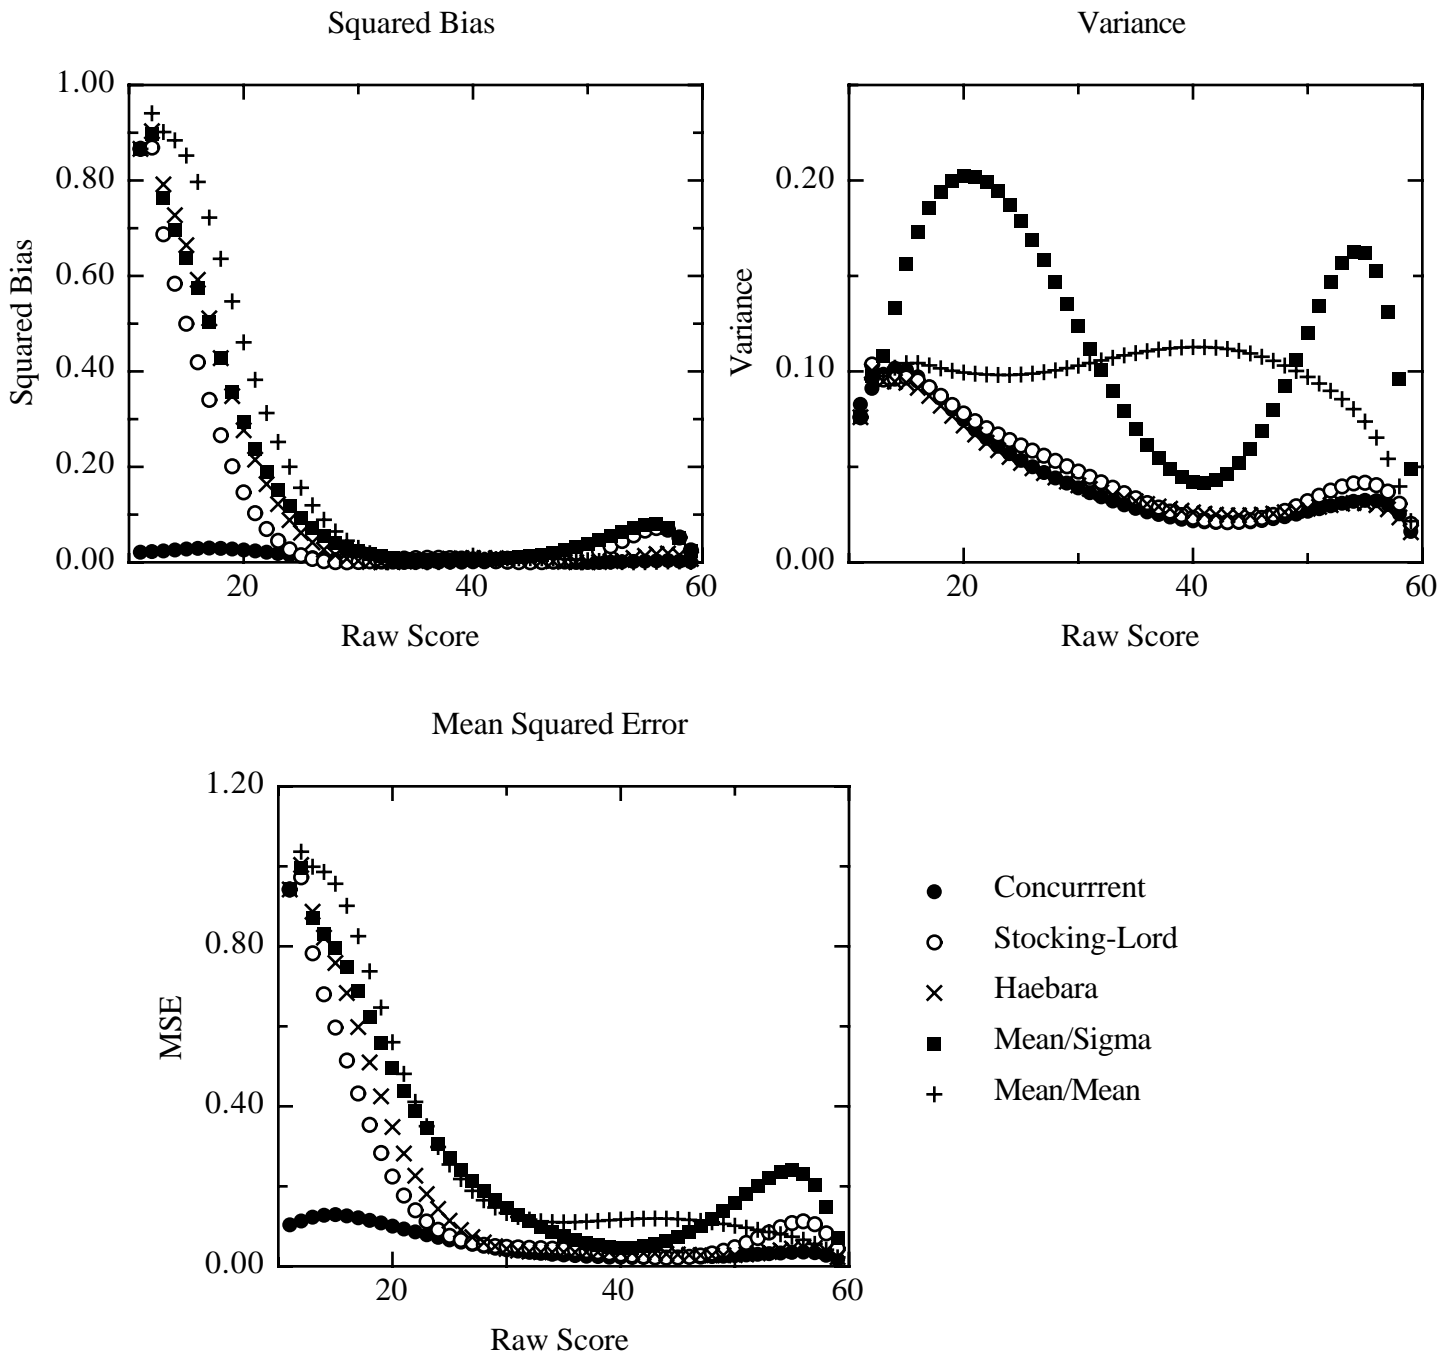 Squared Bias
Variance
1.00
0.80
0.60
0.40
0.20
0.00
Squared Bias
20
40
60
Raw Score
0.20
0.10
0.00
Variance
20
40
60
Raw Score
Mean Squared Error
1.20
0.80
0.40
0.00
MSE
20
40
60
Raw Score
Concurrrent
Stocking-Lord
Haebara
Mean/Sigma
Mean/Mean